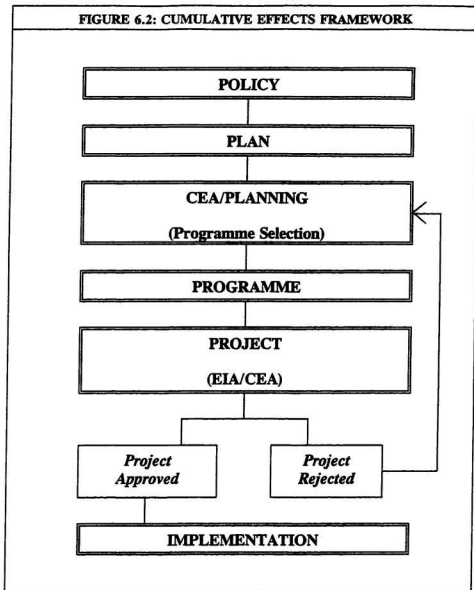 FIGURE 6.2: CUMULATIVE EFFECTS FRAMEWORK
POLICY
PLAN
CEA/PLANNING
(Programme Selection)
PROGRAMME
PROJECT
(EIA/CEA)
Project
Approved
Project
Rejected
IMPLEMENTATION